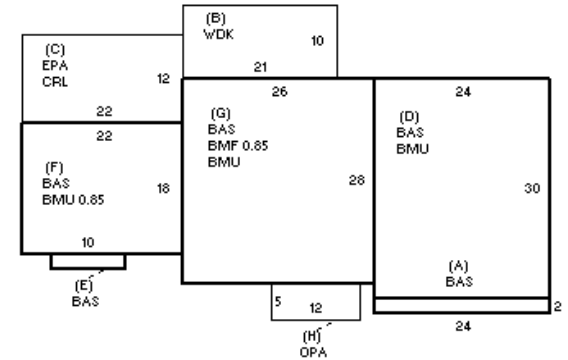 (B)
WDK
10
21
(C)
EPA
CRL
12
22
26
(G)
BAS
BMF 0.85
BMU
28
24
(D)
BAS
BMU
30
22
(F)
BAS
BMU 0.85
18
10
(E)
BAS
(A)
BAS
2
24
5
12
(H)
OPA